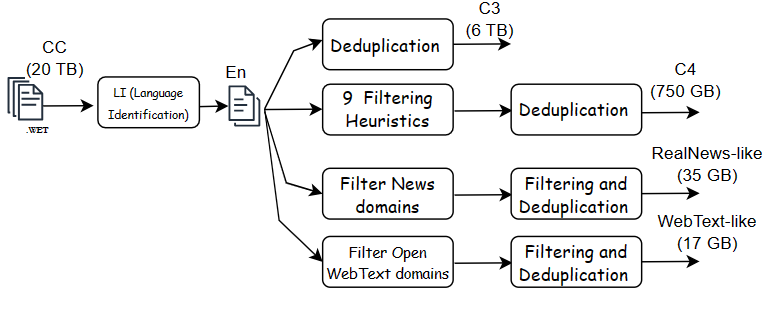 CC
(20 TB)
.WET
LI (Language
Identification)
En
Deduplication
C3
(6 TB)
9 Filtering
Heuristics
Deduplication
C4
(750 GB)
Filter News
domains
Filtering and
Deduplication
RealNews-like
(35 GB)
Filter Open
WebText domains
Filtering and
Deduplication
WebText-like
(17 GB)